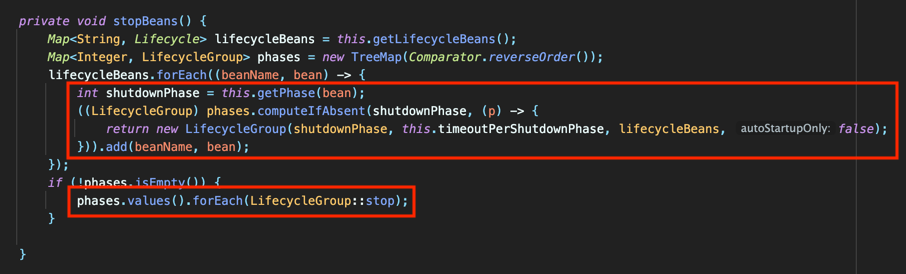 private void stopBeans() {
    Map<String, Lifecycle> lifecycleBeans = this.getLifecycleBeans();
    Map<Integer, LifecycleGroup> phases = new TreeMap(Comparator.reverseOrder());
    lifecycleBeans.forEach((beanName, bean) -> {
        int shutdownPhase = this.getPhase(bean);
        ((LifecycleGroup) phases.computeIfAbsent(shutdownPhase, (p) -> {
            return new LifecycleGroup(shutdownPhase, this.timeoutPerShutdownPhase, lifecycleBeans, autoStartupOnly: false);
        })).add(beanName, bean);
    });
    if (!phases.isEmpty()) {
        phases.values().forEach(LifecycleGroup::stop);
    }
}